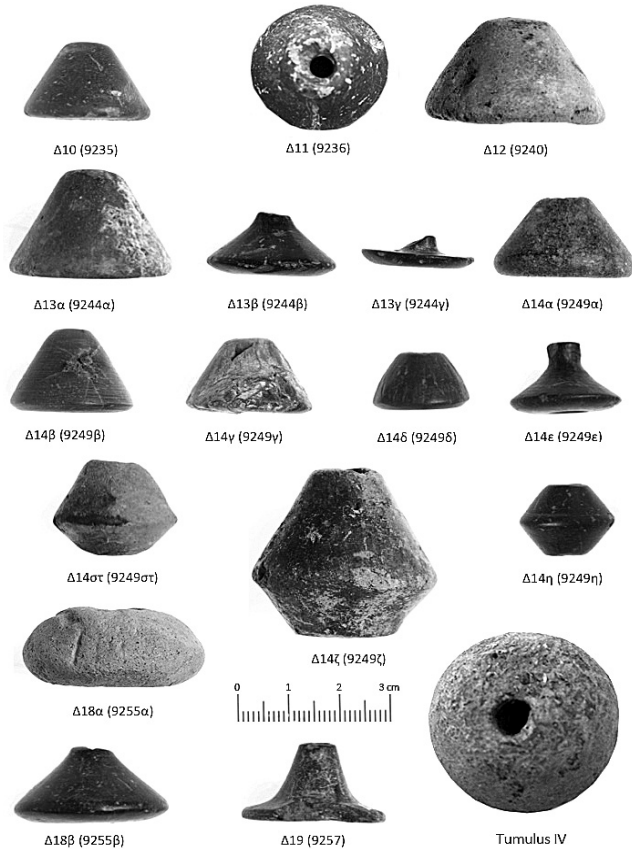 Δ10 (9235)
Δ11 (9236)
Δ12 (9240)
Δ13α (9244α)
Δ13β (9244β)
Δ13γ (9244γ)
Δ14α (9249α)
Δ14β (9249β)
Δ14γ (9249γ)
Δ14δ (9249δ)
Δ14ε (9249ε)
Δ14στ (9249στ)
Δ14ζ (9249ζ)
Δ14η (9249η)
Δ18α (9255α)
0 1 2 3 cm
Δ18β (9255β)
Δ19 (9257)
Tumulus IV